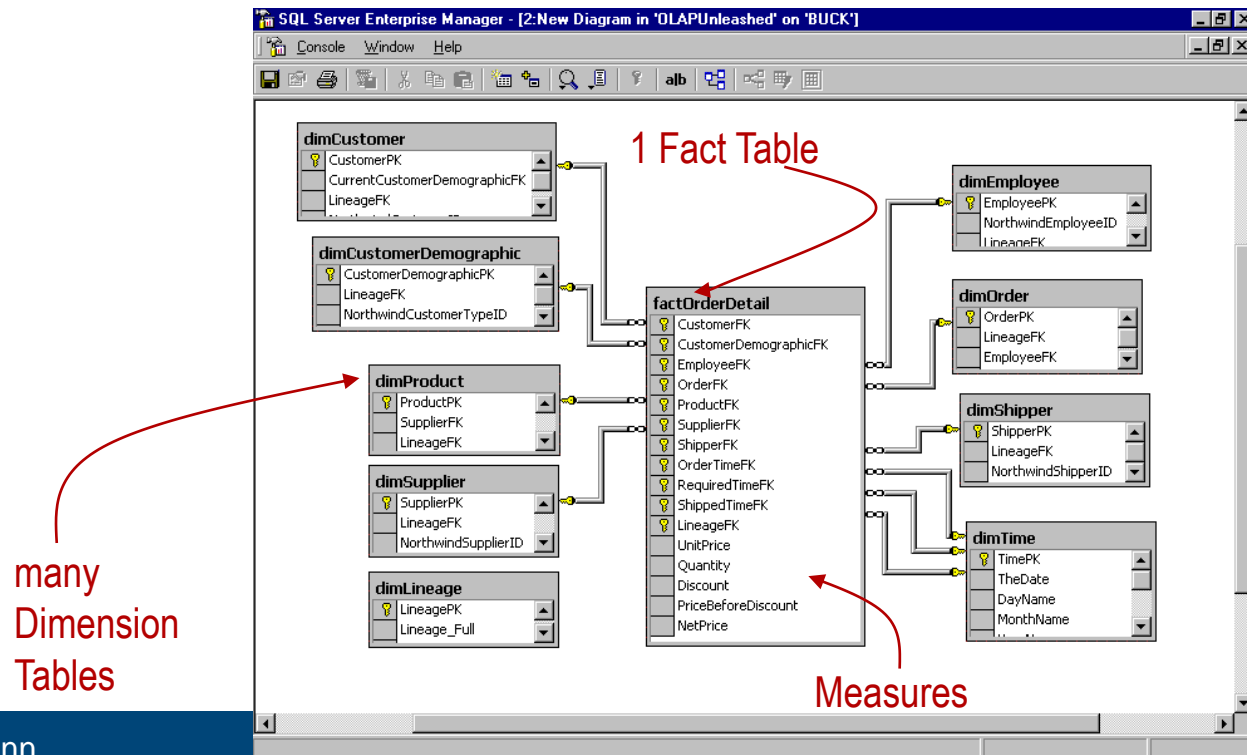 SQL Server Enterprise Manager - [2:New Diagram in 'OLAPUnleashed' on 'BUCK']
Console Window Help
a|b
1 Fact Table
dimCustomer
CustomerPK
CurrentCustomerDemographicFK
LineageFK
dimCustomerDemographic
CustomerDemographicPK
LineageFK
NorthwindCustomerTypeID
dimProduct
ProductPK
SupplierFK
LineageFK
dimSupplier
SupplierPK
LineageFK
NorthwindSupplierID
dimLineage
LineagePK
Lineage_Full
factOrderDetail
CustomerFK
CustomerDemographicFK
EmployeeFK
OrderFK
ProductFK
SupplierFK
ShipperFK
OrderTimeFK
RequiredTimeFK
ShippedTimeFK
LineageFK
UnitPrice
Quantity
Discount
PriceBeforeDiscount
NetPrice
dimEmployee
EmployeePK
NorthwindEmployeeID
LineageFK
dimOrder
OrderPK
LineageFK
EmployeeFK
dimShipper
ShipperPK
LineageFK
NorthwindShipperID
dimTime
TimePK
TheDate
DayName
MonthName
many
Dimension
Tables
Measures